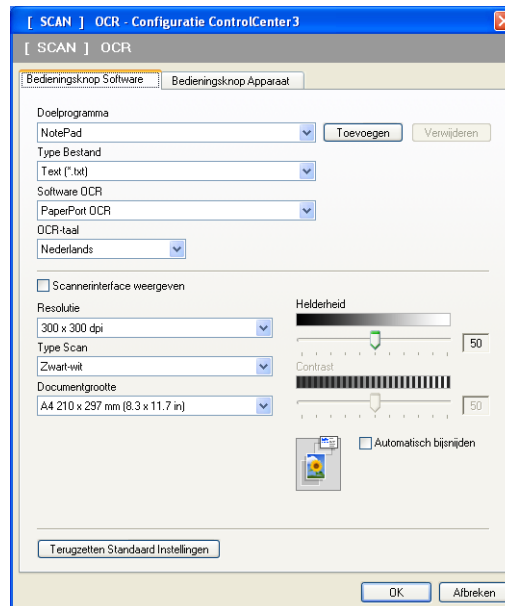 [ SCAN ] OCR - Configuratie ControlCenter3
[ SCAN ] OCR
Bedieningsknop Software Bedieningsknop Apparaat
Doelprogramma
NotePad Toevoegen Verwijderen
Type Bestand
Text (*.txt)
Software OCR
PaperPort OCR
OCR-taal
Nederlands
Scannerinterface weergeven
Resolutie Helderheid
300 x 300 dpi 50
Type Scan Contrast
Zwart-wit
Documentgrootte
A4 210 x 297 mm (8.3 x 11.7 in) 50
Automatisch bijsnijden
Terugzetten Standaard Instellingen
OK Afbreken